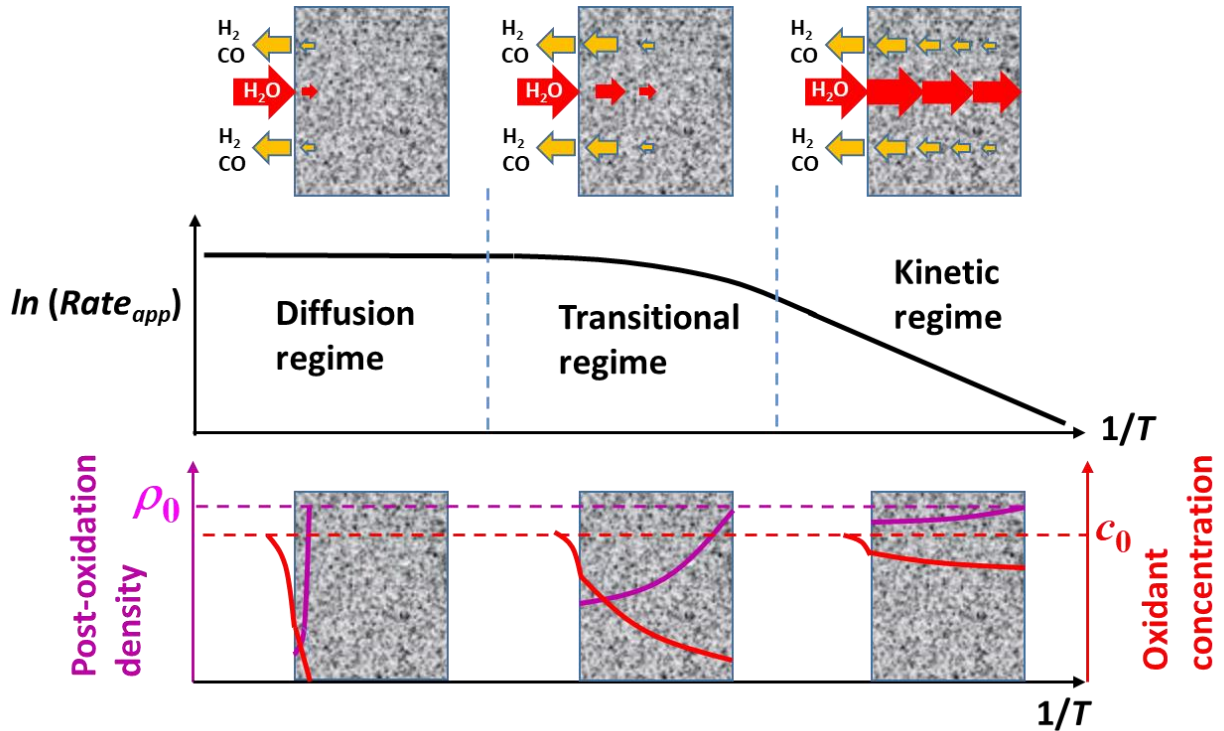 H₂
CO
H₂O
H₂
CO
H₂
CO
H₂O
H₂
CO
H₂
CO
H₂O
H₂
CO
ln (Rate_app)
Diffusion
regime
Transitional
regime
Kinetic
regime
1/T
Post-oxidation
density
ρ₀
c₀
Oxidant
concentration
1/T